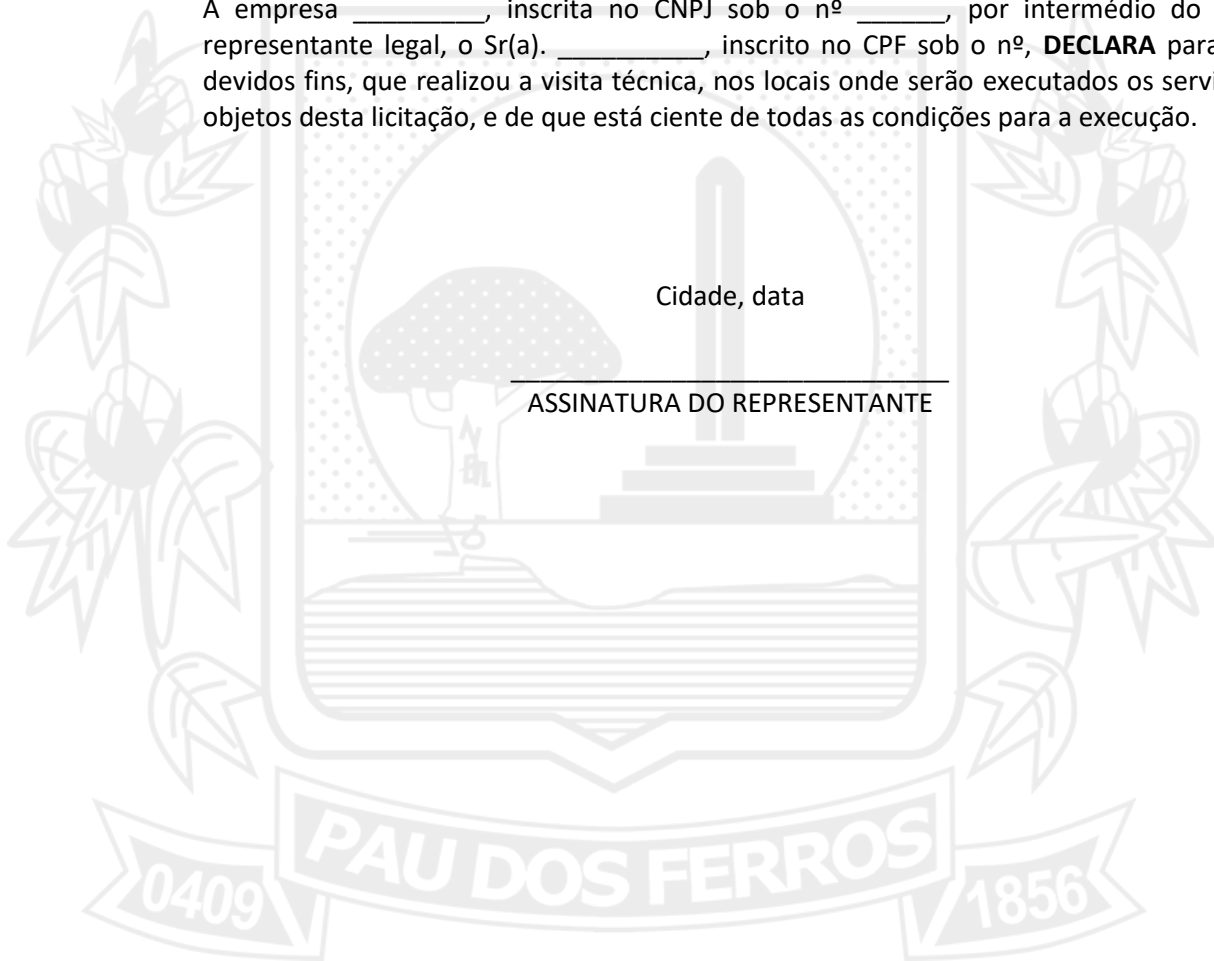 A empresa _________, inscrita no CNPJ sob o nº ______, por intermédio do
representante legal, o Sr(a). __________, inscrito no CPF sob o nº, DECLARA para
devidos fins, que realizou a visita técnica, nos locais onde serão executados os servi
objetos desta licitação, e de que está ciente de todas as condições para a execução.
Cidade, data
______________________________
ASSINATURA DO REPRESENTANTE
PAU DOS FERROS
0409
1856